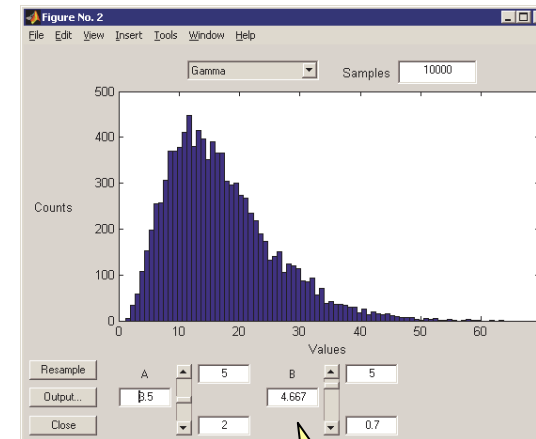 Figure No. 2
File Edit View Insert Tools Window Help
Gamma Samples 10000
500
400
300
200
100
0
Counts
0 10 20 30 40 50 60
Values
Resample A 5 B 5
Output... 3.5 4.667
Close 2 0.7